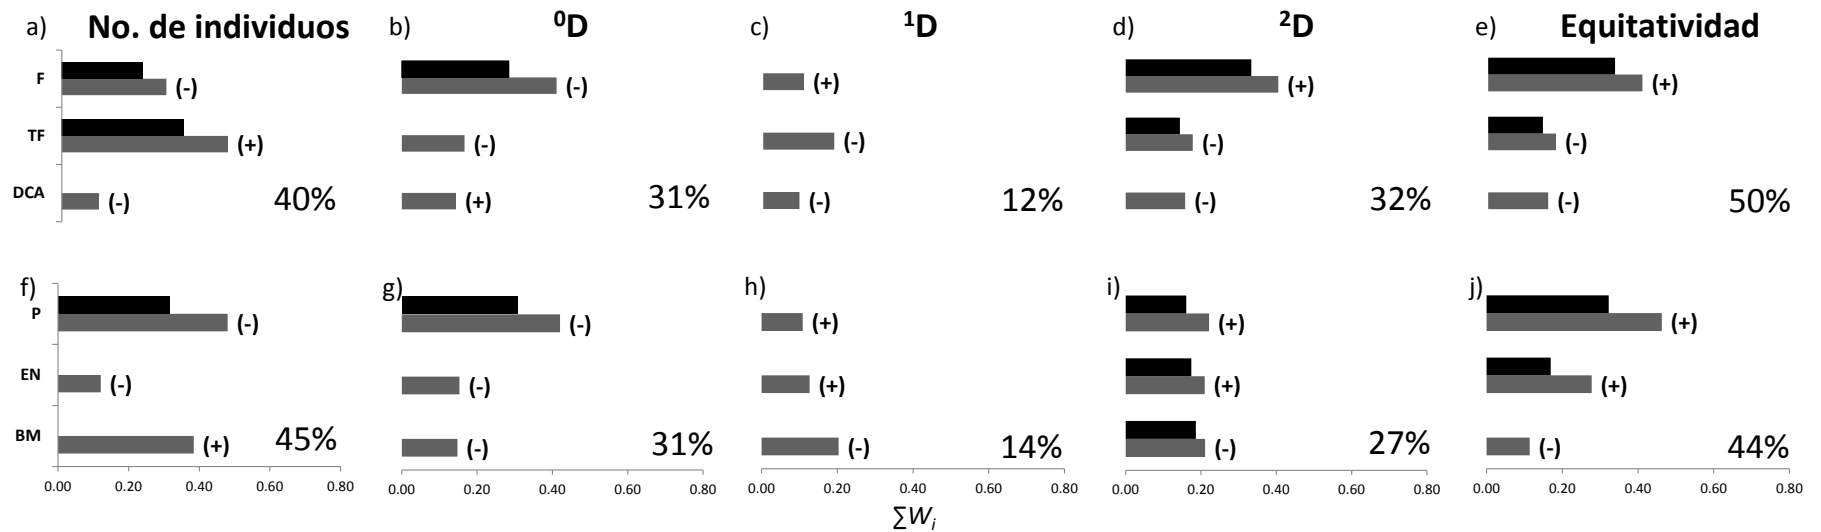 a) No. de individuos
b) ⁰D
c) ¹D
d) ²D
e) Equitatividad
F (-) (-) (+) (+) (+)
TF (+) (-) (-) (-) (-)
DCA (-) 40% (+) 31% (-) 12% (-) 32% (-) 50%
f) g) h) i) j)
P (-) (-) (+) (+) (+)
EN (-) (-) (+) (+) (+)
BM (+) 45% (-) 31% (-) 14% (-) 27% (-) 44%
0.00 0.20 0.40 0.60 0.80 0.00 0.20 0.40 0.60 0.80 0.00 0.20 0.40 0.60 0.80 0.00 0.20 0.40 0.60 0.80 0.00 0.20 0.40 0.60 0.80
∑Wᵢ